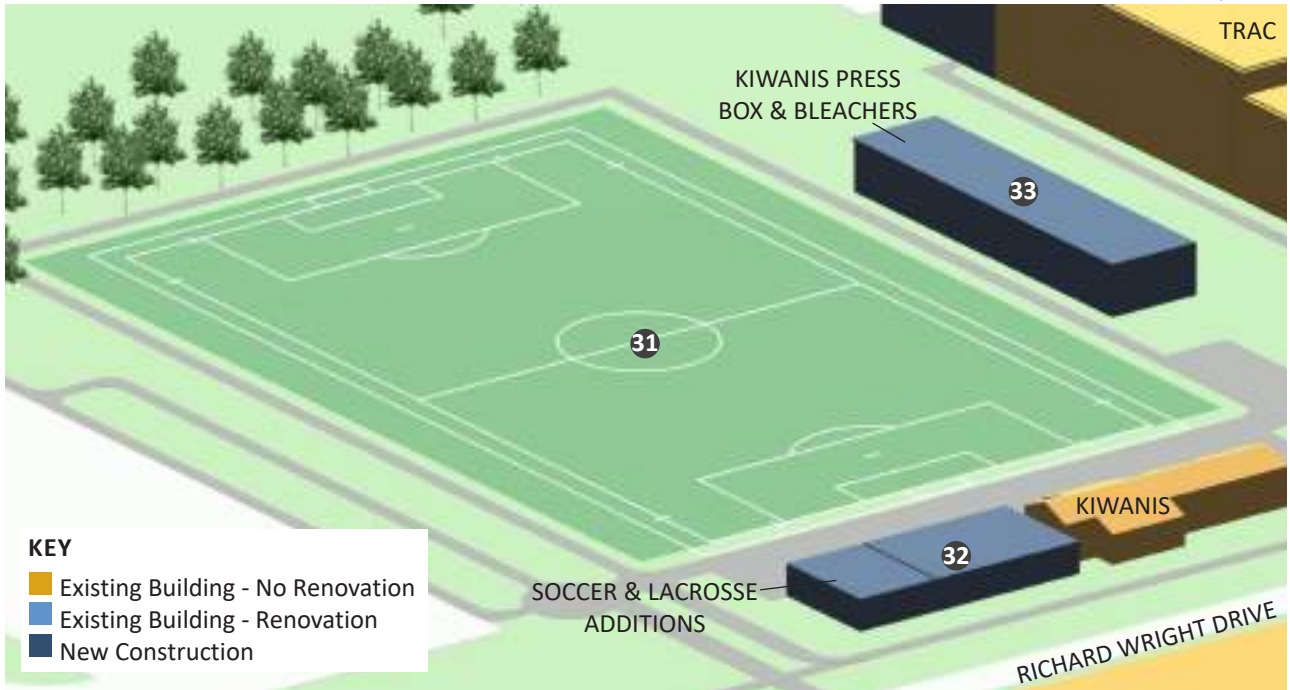 TRAC
KIWANIS PRESS
BOX & BLEACHERS
33
31
KIWANIS
32
SOCCER & LACROSSE
ADDITIONS
RICHARD WRIGHT DRIVE
KEY
Existing Building - No Renovation
Existing Building - Renovation
New Construction